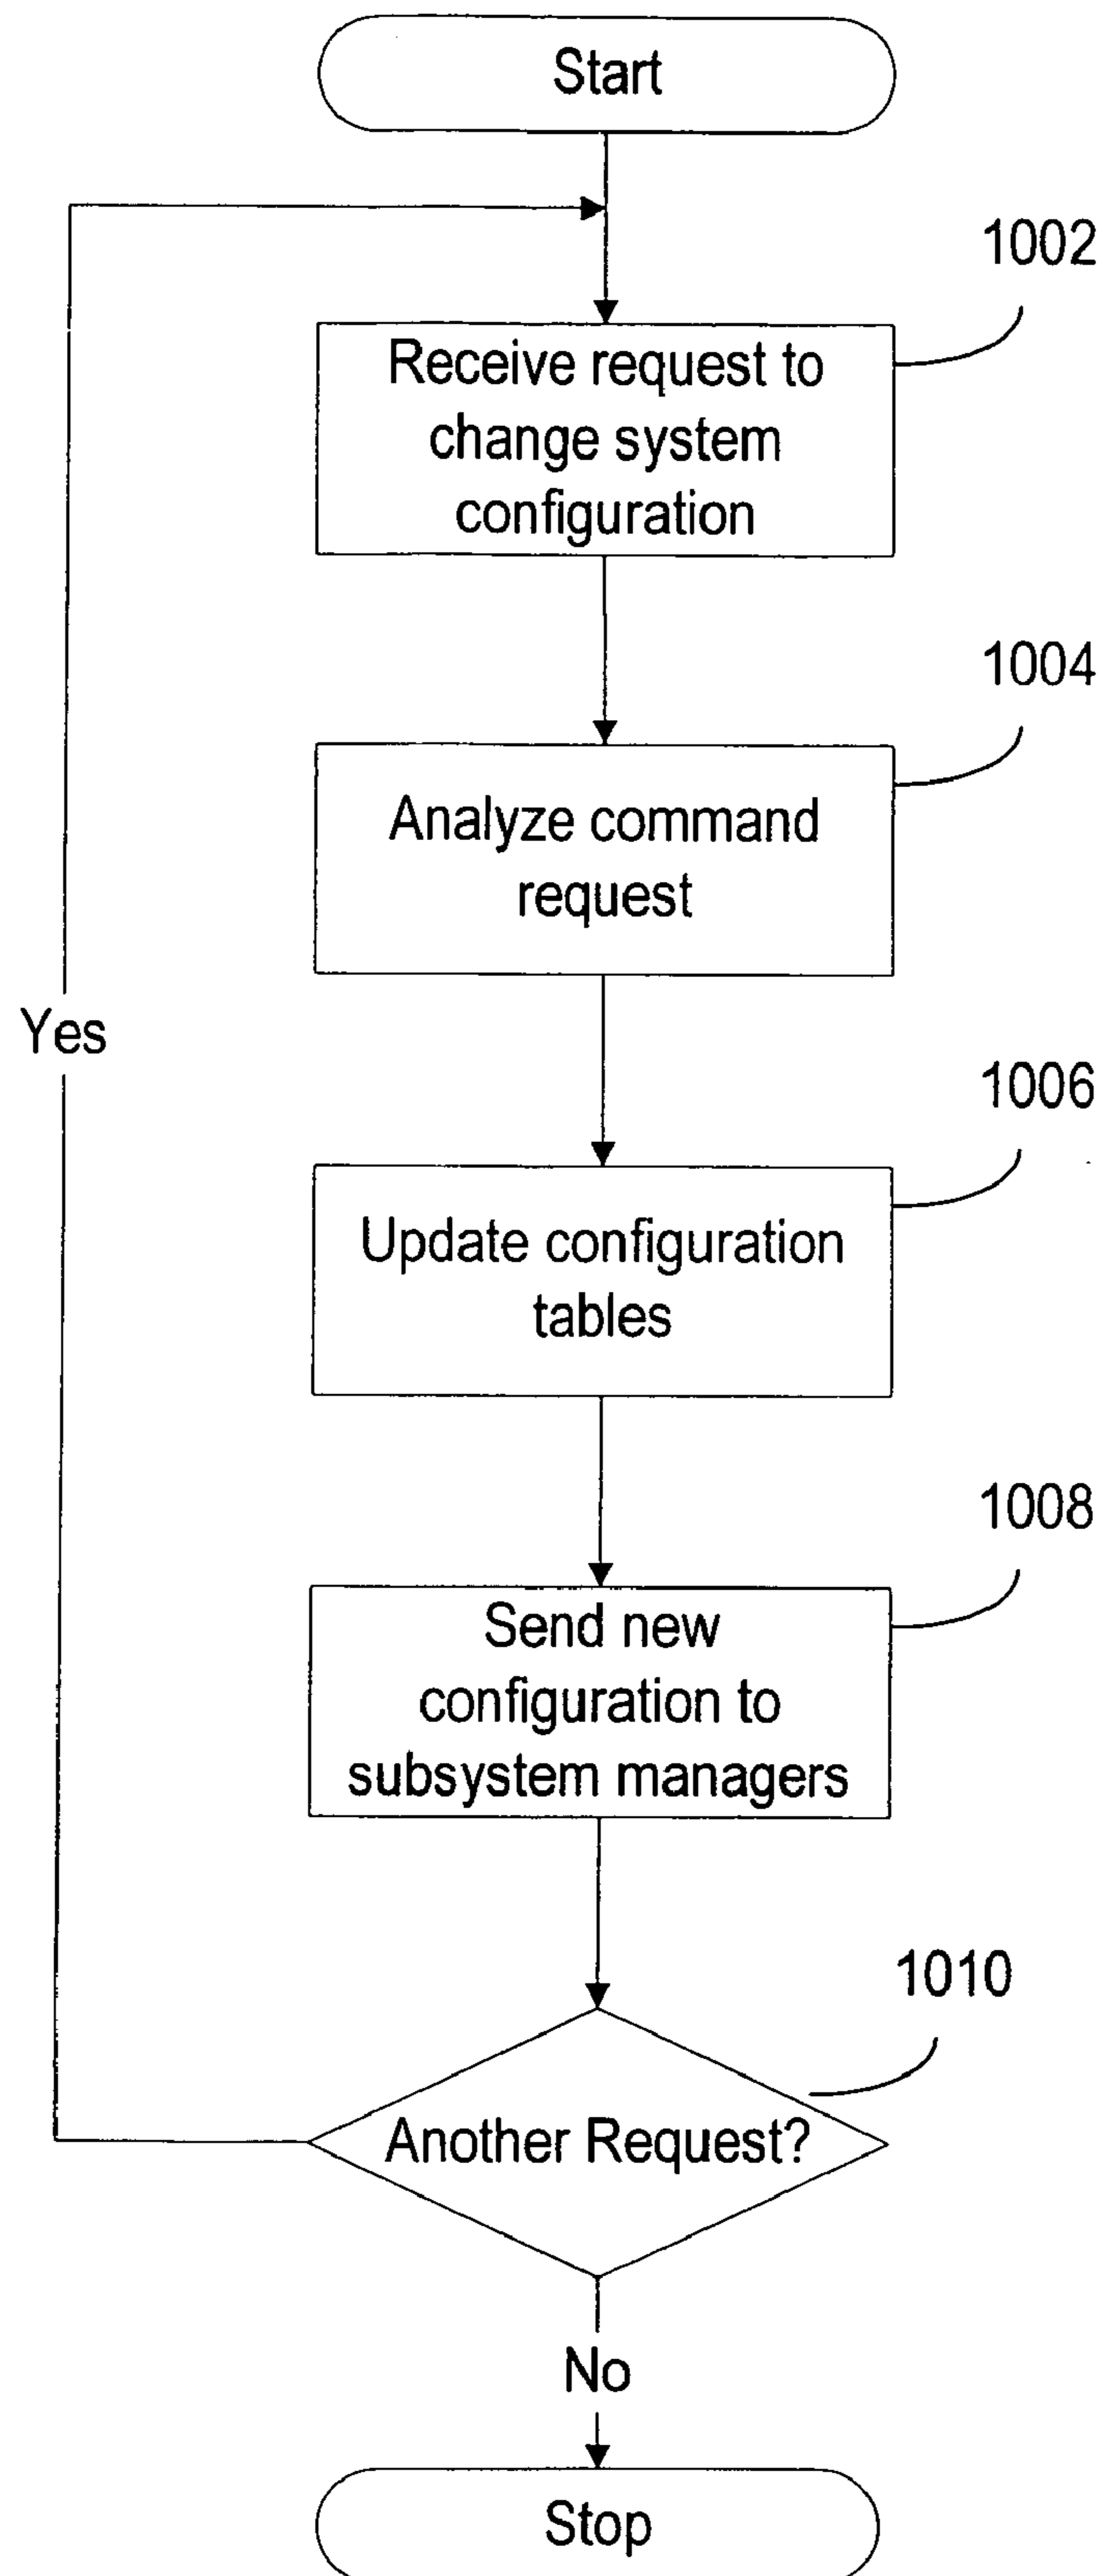 Start
1002
Receive request to
change system
configuration
1004
Analyze command
request
Yes
1006
Update configuration
tables
1008
Send new
configuration to
subsystem managers
1010
Another Request?
No
Stop